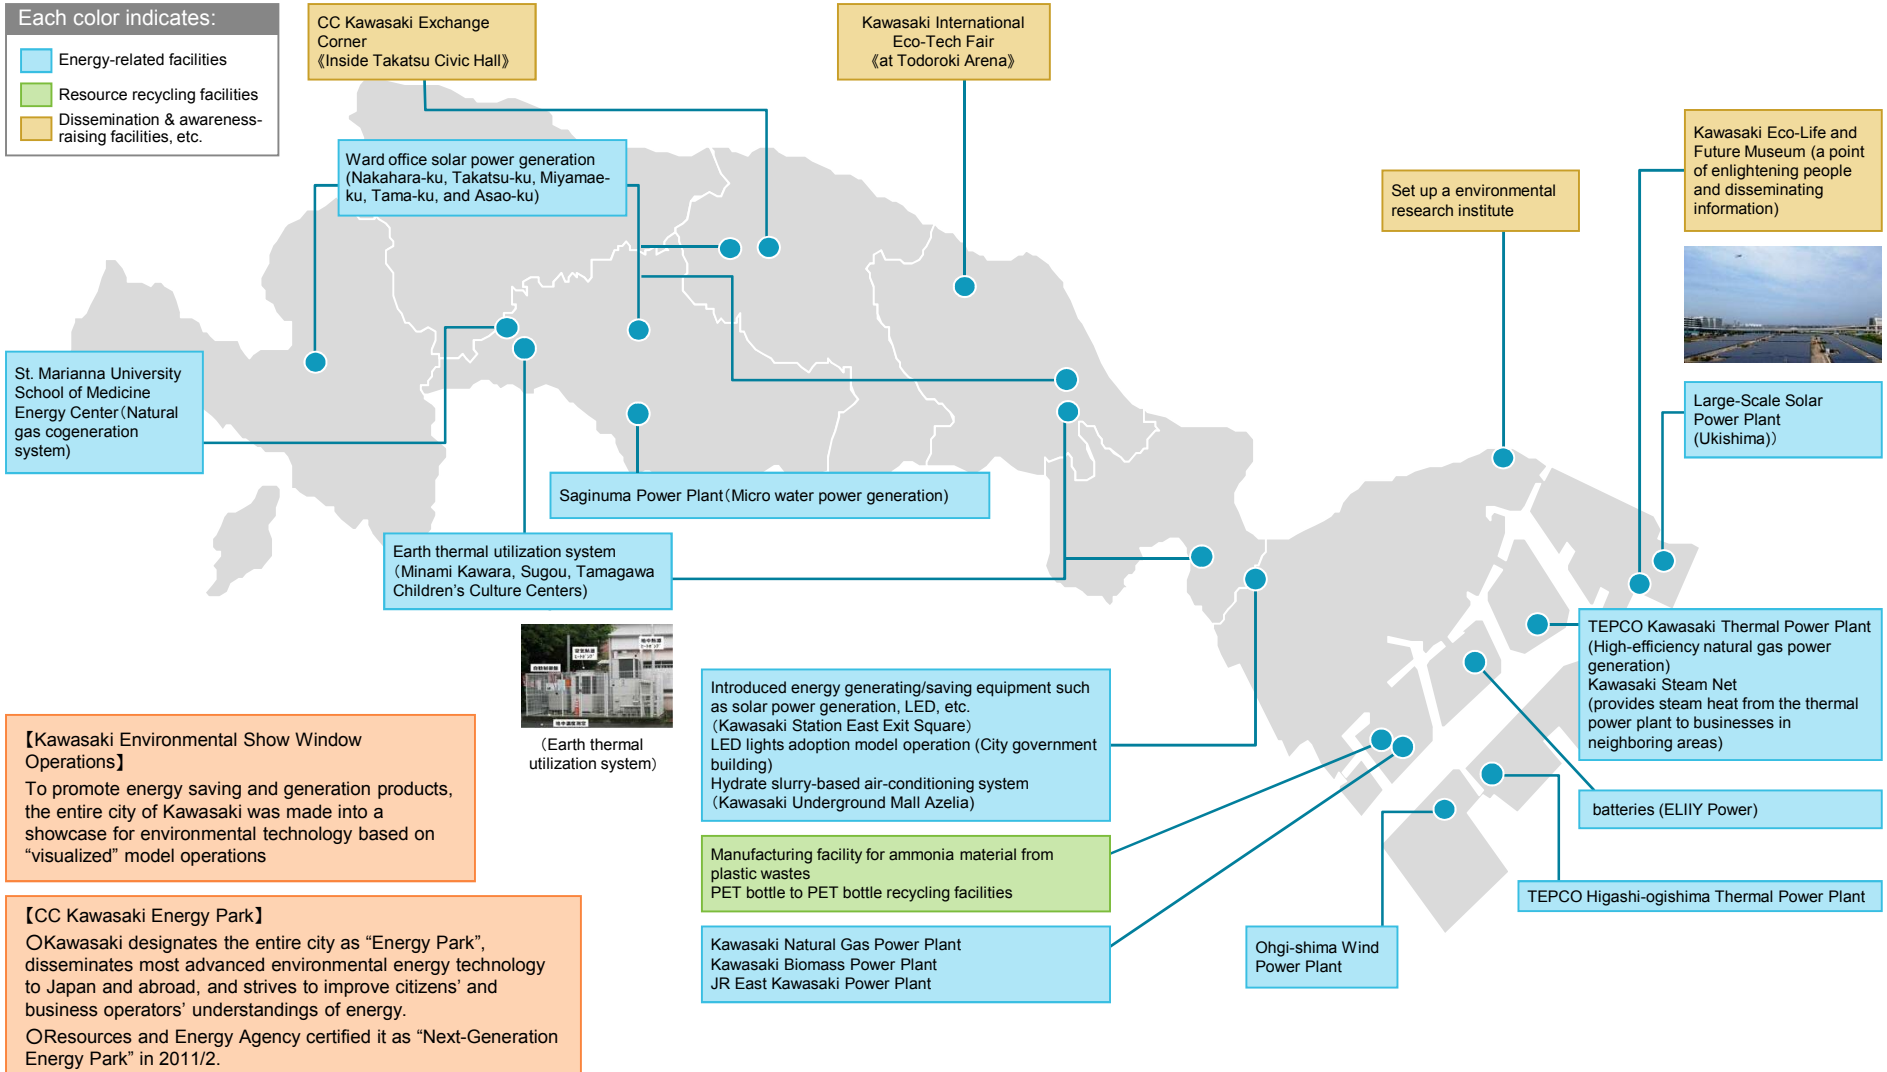 Each color indicates:
Energy-related facilities
Resource recycling facilities
Dissemination & awareness-
raising facilities, etc.
CC Kawasaki Exchange
Corner
《Inside Takatsu Civic Hall》
Kawasaki International
Eco-Tech Fair
《at Todoroki Arena》
Ward office solar power generation
(Nakahara-ku, Takatsu-ku, Miyamae-
ku, Tama-ku, and Asao-ku)
Set up a environmental
research institute
Kawasaki Eco-Life and
Future Museum (a point
of enlightening people
and disseminating
information)
St. Marianna University
School of Medicine
Energy Center（Natural
gas cogeneration
system)
Large-Scale Solar
Power Plant
(Ukishima)）
Saginuma Power Plant（Micro water power generation)
Earth thermal utilization system
（Minami Kawara, Sugou, Tamagawa
Children's Culture Centers)
（Earth thermal
utilization system）
TEPCO Kawasaki Thermal Power Plant
(High-efficiency natural gas power
generation)
Kawasaki Steam Net
(provides steam heat from the thermal
power plant to businesses in
neighboring areas)
Introduced energy generating/saving equipment such
as solar power generation, LED, etc.
（Kawasaki Station East Exit Square）
LED lights adoption model operation (City government
building)
Hydrate slurry-based air-conditioning system
（Kawasaki Underground Mall Azelia）
batteries (ELIIY Power)
Manufacturing facility for ammonia material from
plastic wastes
PET bottle to PET bottle recycling facilities
TEPCO Higashi-ogishima Thermal Power Plant
Kawasaki Natural Gas Power Plant
Kawasaki Biomass Power Plant
JR East Kawasaki Power Plant
Ohgi-shima Wind
Power Plant
【Kawasaki Environmental Show Window
Operations】
To promote energy saving and generation products,
the entire city of Kawasaki was made into a
showcase for environmental technology based on
“visualized” model operations
【CC Kawasaki Energy Park】
〇Kawasaki designates the entire city as “Energy Park”,
disseminates most advanced environmental energy technology
to Japan and abroad, and strives to improve citizens’ and
business operators’ understandings of energy.
〇Resources and Energy Agency certified it as “Next-Generation
Energy Park” in 2011/2.